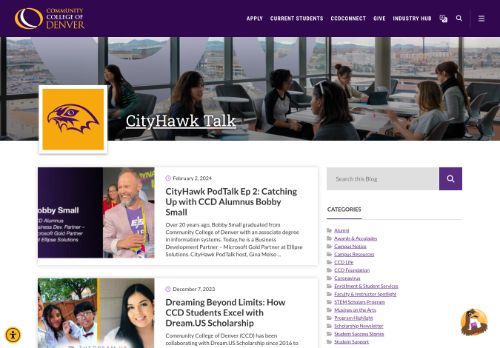 COMMUNITY
COLLEGE OF
DENVER
APPLY CURRENT STUDENTS CCDCONNECT GIVE INDUSTRY HUB
CityHawk Talk
February 2, 2024
CityHawk PodTalk Ep 2: Catching
Up with CCD Alumnus Bobby
Small
Over 20 years ago, Bobby Small graduated from
Community College of Denver with an associate degree
in information systems. Today, he is a Business
Development Partner – Microsoft Gold Partner at Ellipse
Solutions. CityHawk PodTalk host, Gina Moise ...
Bobby Small
CCD Alumnus
Business Dev. Partner –
Microsoft Gold Partner
and Ellipse Solutions
December 7, 2023
Dreaming Beyond Limits: How
CCD Students Excel with
Dream.US Scholarship
Community College of Denver (CCD) has been
collaborating with Dream.US Scholarship since 2016 to
Search this Blog
CATEGORIES
Alumni
Awards & Accolades
Campus Notice
Campus Resources
CCD Life
CCD Foundation
Coronavirus
Enrollment & Student Services
Faculty & Instructor Spotlight
STEM Scholars Program
Musings on the Arts
Program Highlight
Scholarship Newsletter
Student Success Stories
Student Support